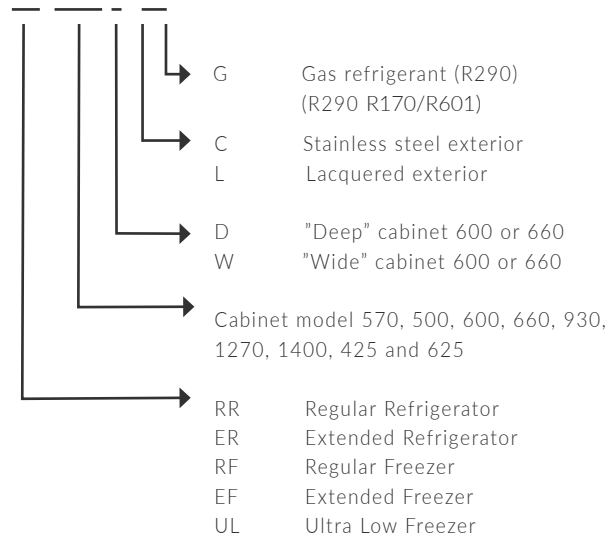 G Gas refrigerant (R290)
(R290 R170/R601)
C Stainless steel exterior
L Lacquered exterior
D ”Deep” cabinet 600 or 660
W ”Wide” cabinet 600 or 660
Cabinet model 570, 500, 600, 660, 930,
1270, 1400, 425 and 625
RR Regular Refrigerator
ER Extended Refrigerator
RF Regular Freezer
EF Extended Freezer
UL Ultra Low Freezer